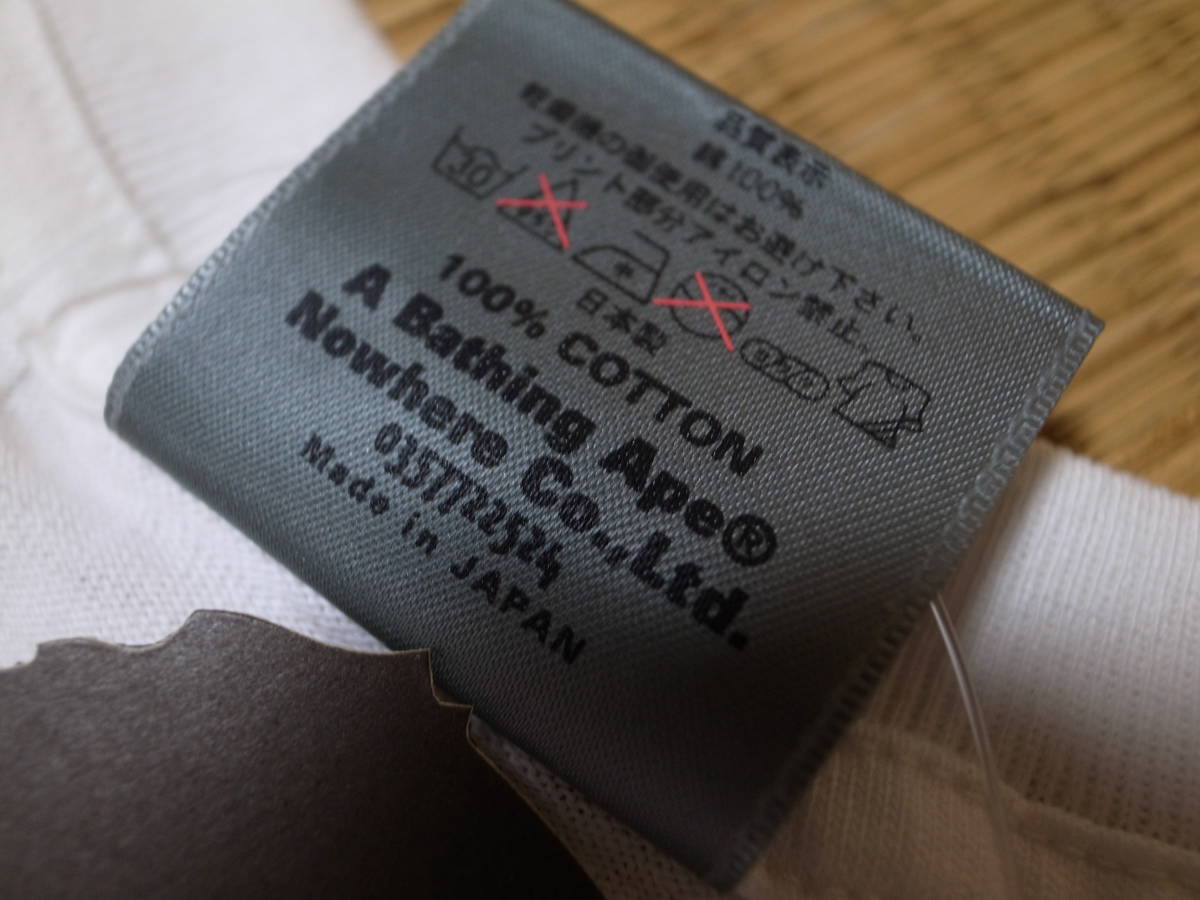 品質表示
綿100%
乾燥機の御使用はお避け下さい。
プリント部分アイロン禁止。
30
中
日本製
100% COTTON
A Bathing Ape®
Nowhere Co., Ltd.
0357722524
Made in JAPAN